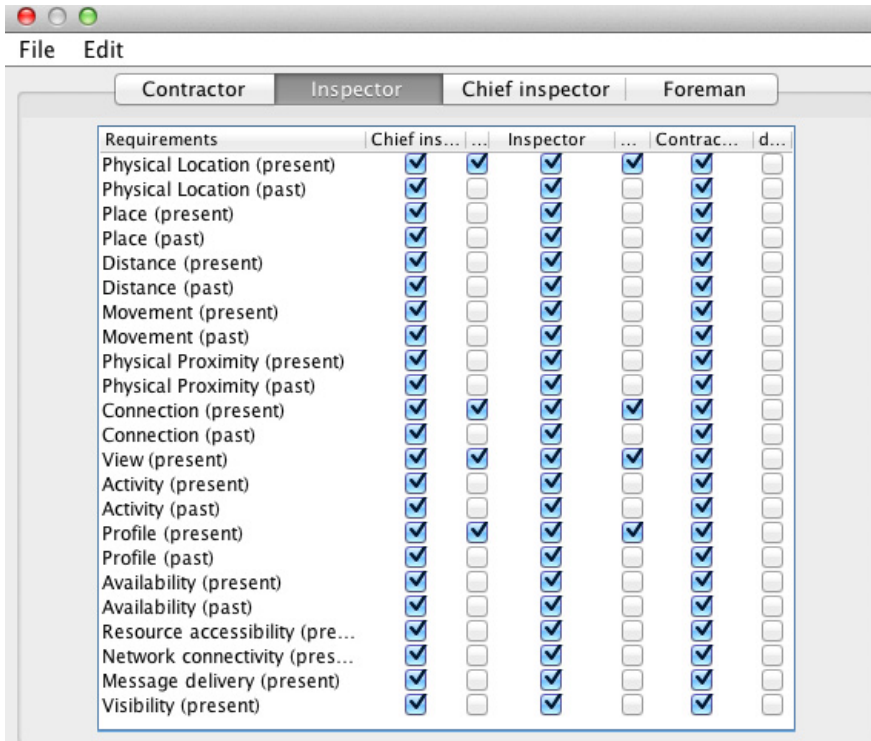 File Edit
Contractor Inspector Chief inspector Foreman
Requirements Chief ins... ... Inspector ... Contrac... d...
Physical Location (present)
Physical Location (past)
Place (present)
Place (past)
Distance (present)
Distance (past)
Movement (present)
Movement (past)
Physical Proximity (present)
Physical Proximity (past)
Connection (present)
Connection (past)
View (present)
Activity (present)
Activity (past)
Profile (present)
Profile (past)
Availability (present)
Availability (past)
Resource accessibility (pre...
Network connectivity (pres...
Message delivery (present)
Visibility (present)